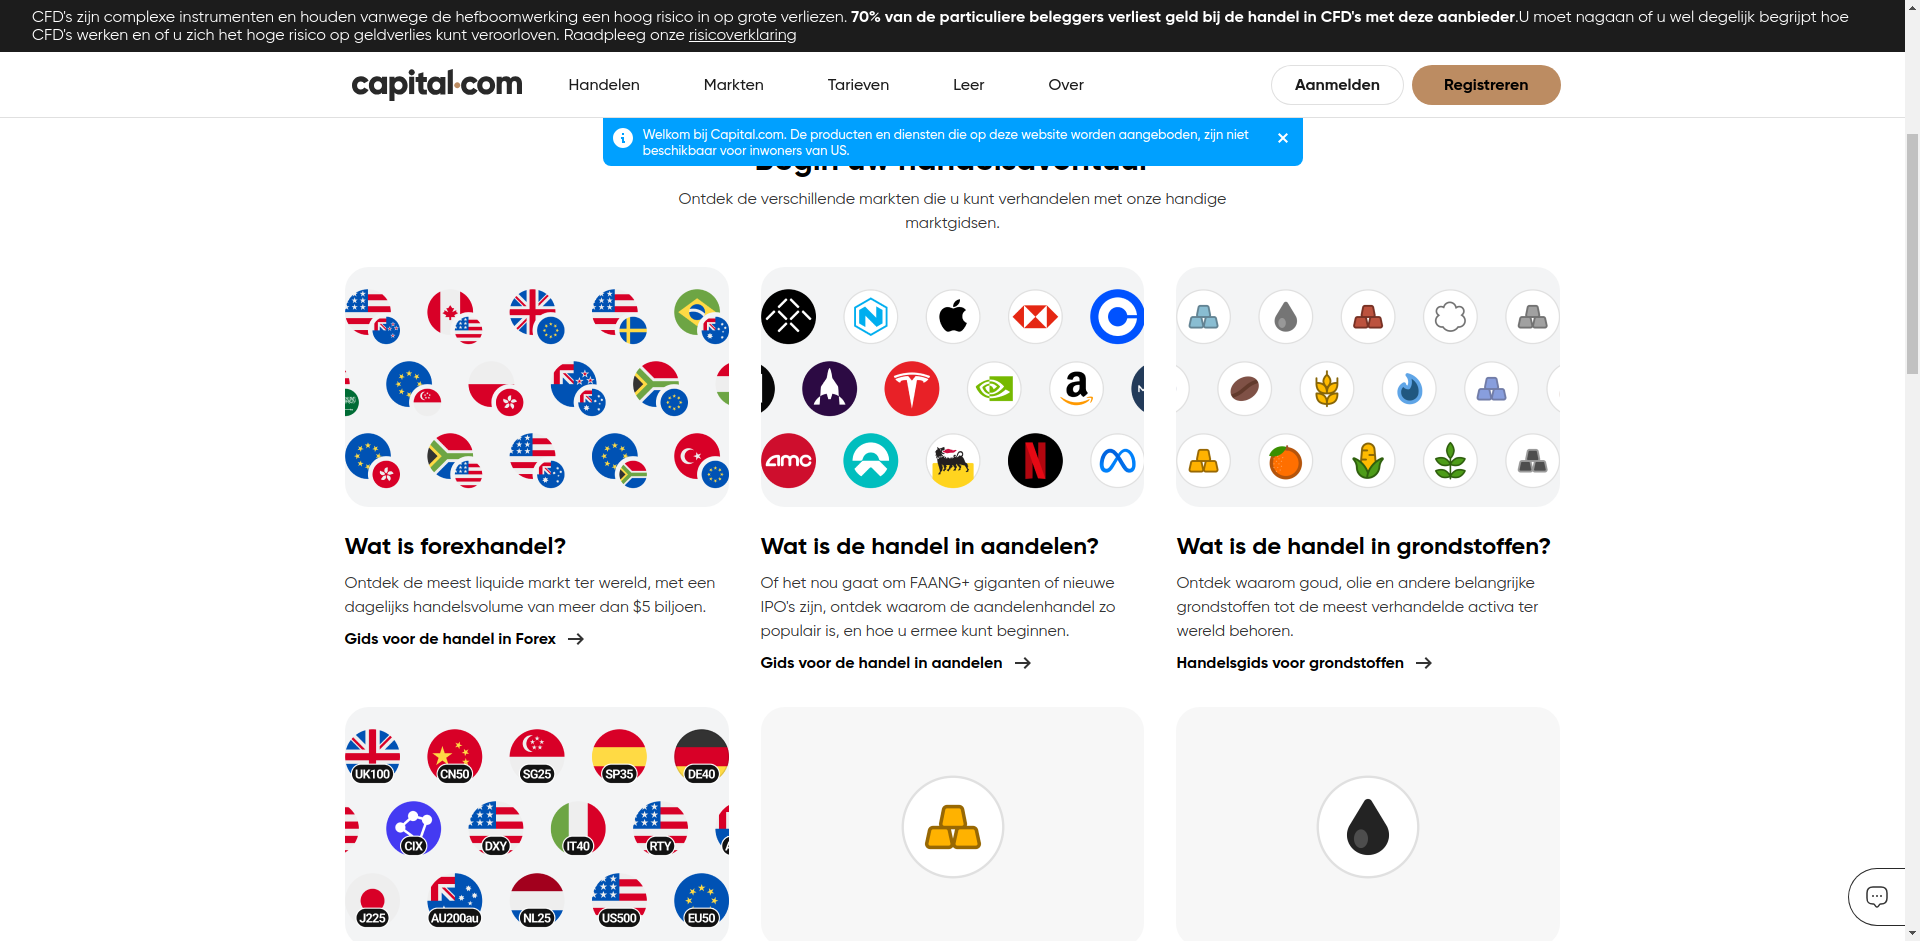 CFD's zijn complexe instrumenten en houden vanwege de hefboomwerking een hoog risico in op grote verliezen. 70% van de particuliere beleggers verliest geld bij de handel in CFD's met deze aanbieder.U moet nagaan of u wel degelijk begrijpt hoe
CFD's werken en of u zich het hoge risico op geldverlies kunt veroorloven. Raadpleeg onze risicoverklaring
capital.com
Handelen
Markten
Tarieven
Leer
Over
Aanmelden
Registreren
Welkom bij Capital.com. De producten en diensten die op deze website worden aangeboden, zijn niet
beschikbaar voor inwoners van US.
Begin uw handelsavontuur
Ontdek de verschillende markten die u kunt verhandelen met onze handige
marktgidsen.
amc
Wat is forexhandel?
Ontdek de meest liquide markt ter wereld, met een
dagelijks handelsvolume van meer dan $5 biljoen.
Gids voor de handel in Forex
Wat is de handel in aandelen?
Of het nou gaat om FAANG+ giganten of nieuwe
IPO's zijn, ontdek waarom de aandelenhandel zo
populair is, en hoe u ermee kunt beginnen.
Gids voor de handel in aandelen
Wat is de handel in grondstoffen?
Ontdek waarom goud, olie en andere belangrijke
grondstoffen tot de meest verhandelde activa ter
wereld behoren.
Handelsgids voor grondstoffen
UK100
CN50
SG25
SP35
DE40
CIX
DXY
IT40
RTY
J225
AU200au
NL25
US500
EU50